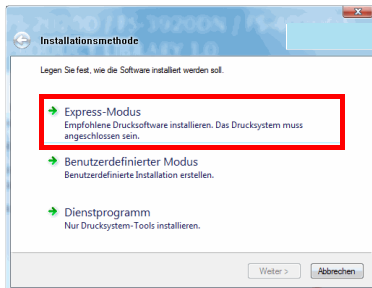 Installationsmethode
Legen Sie fest, wie die Software installiert werden soll.
Express-Modus
Empfohlene Drucksoftware installieren. Das Drucksystem muss
angeschlossen sein.
Benutzerdefinierter Modus
Benutzerdefinierte Installation erstellen.
Dienstprogramm
Nur Drucksystem-Tools installieren.
Weiter >
Abbrechen